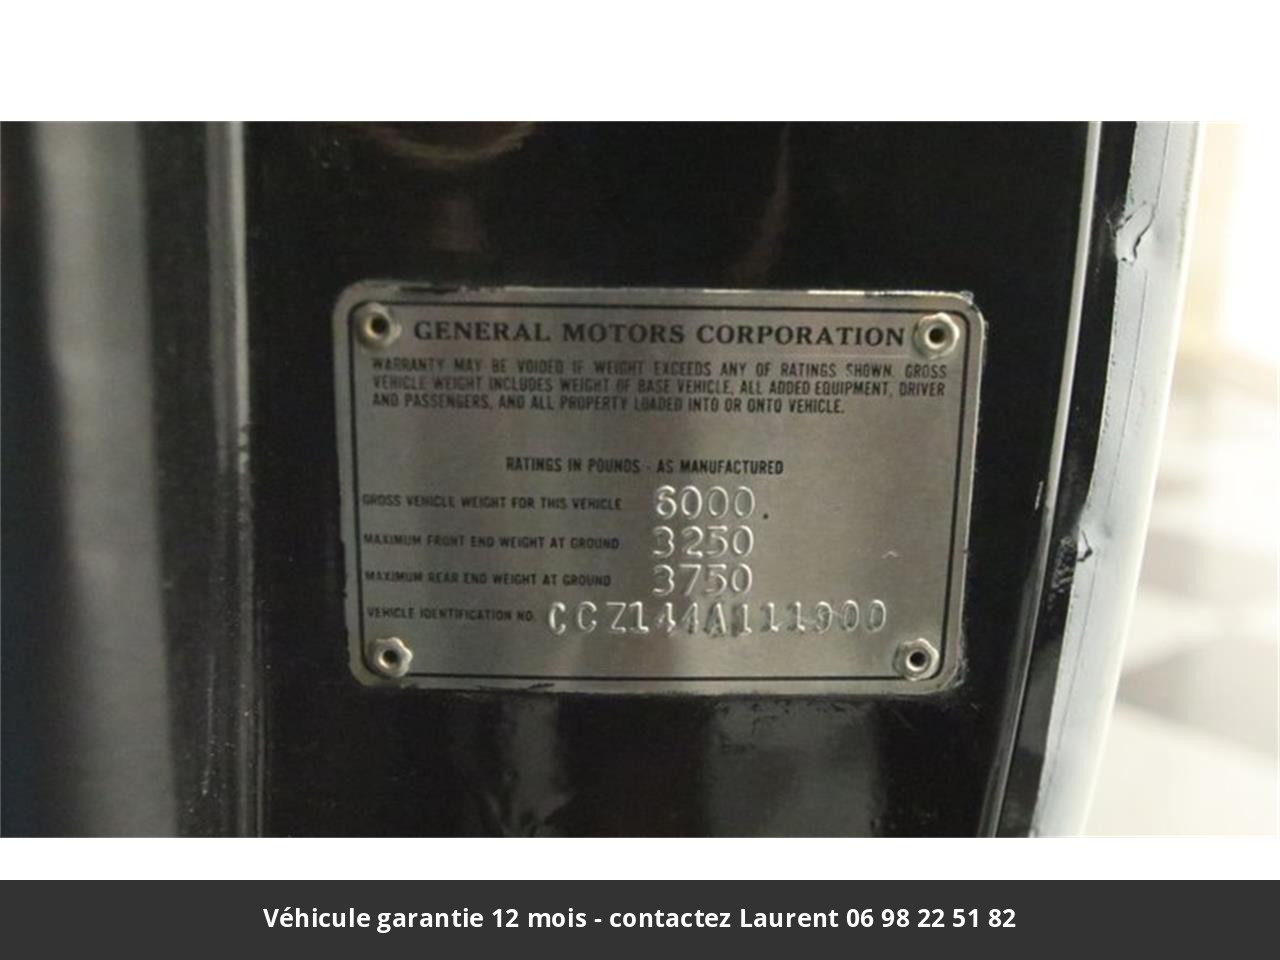 GENERAL MOTORS CORPORATION
WARRANTY MAY BE VOIDED IF WEIGHT EXCEEDS ANY OF RATINGS SHOWN. GROSS
VEHICLE WEIGHT INCLUDES WEIGHT OF BASE VEHICLE, ALL ADDED EQUIPMENT, DRIVER
AND PASSENGERS, AND ALL PROPERTY LOADED INTO OR ONTO VEHICLE.
RATINGS IN POUNDS - AS MANUFACTURED
GROSS VEHICLE WEIGHT FOR THIS VEHICLE 6000.
MAXIMUM FRONT END WEIGHT AT GROUND 3250
MAXIMUM REAR END WEIGHT AT GROUND 3750
VEHICLE IDENTIFICATION NO. CCZ144A111900
Véhicule garantie 12 mois - contactez Laurent 06 98 22 51 82